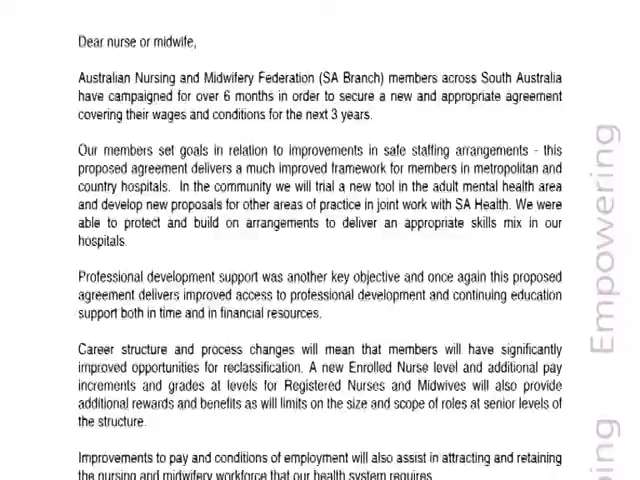 Dear nurse or midwife,
Australian Nursing and Midwifery Federation (SA Branch) members across South Australia
have campaigned for over 6 months in order to secure a new and appropriate agreement
covering their wages and conditions for the next 3 years.
Our members set goals in relation to improvements in safe staffing arrangements - this
proposed agreement delivers a much improved framework for members in metropolitan and
country hospitals. In the community we will trial a new tool in the adult mental health area
and develop new proposals for other areas of practice in joint work with SA Health. We were
able to protect and build on arrangements to deliver an appropriate skills mix in our
hospitals.
Professional development support was another key objective and once again this proposed
agreement delivers improved access to professional development and continuing education
support both in time and in financial resources.
Career structure and process changes will mean that members will have significantly
improved opportunities for reclassification. A new Enrolled Nurse level and additional pay
increments and grades at levels for Registered Nurses and Midwives will also provide
additional rewards and benefits as will limits on the size and scope of roles at senior levels of
the structure.
Improvements to pay and conditions of employment will also assist in attracting and retaining
the nursing and midwifery workforce that our health system requires
Empowering